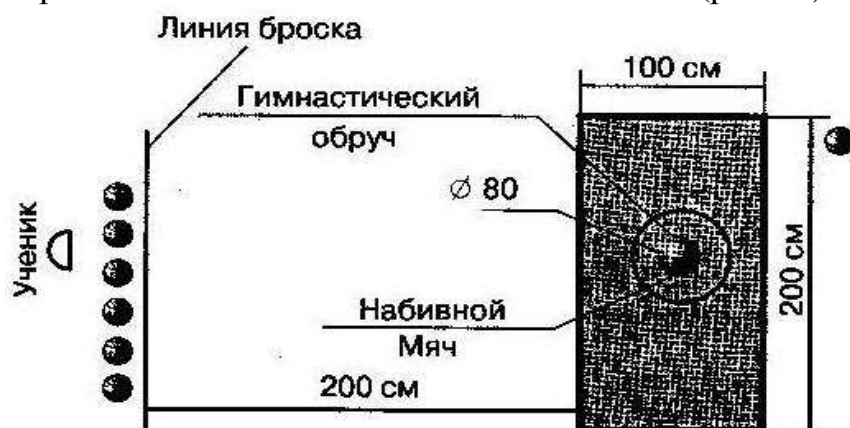 Линия броска
100 см
Гимнастический
обруч
∅ 80
Ученик
200 см
Набивной
Мяч
200 см